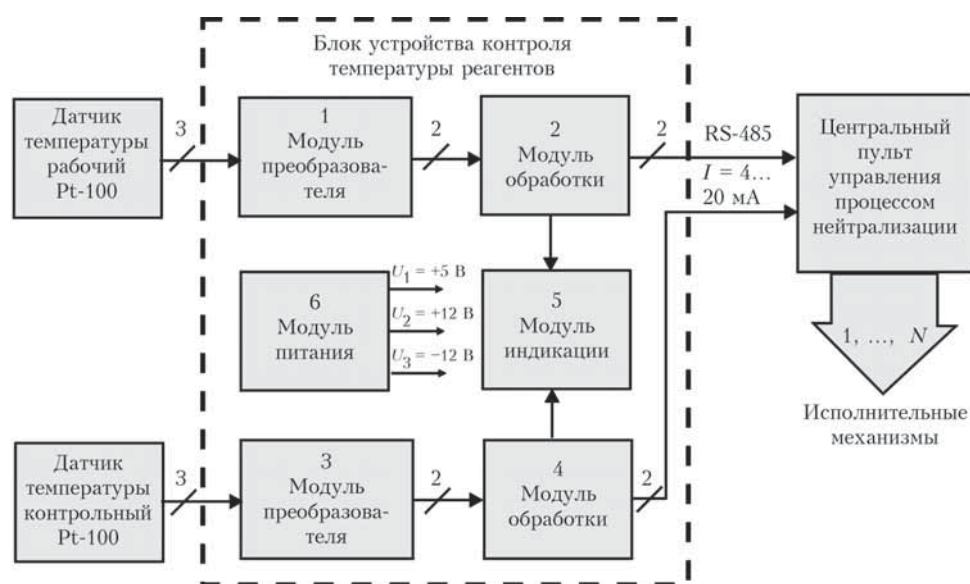 Блок устройства контроля
температуры реагентов
Датчик
температуры
рабочий
Pt-100
3
1
Модуль
преобразова-
теля
2
2
Модуль
обработки
2
RS-485
I = 4...
20 мА
Центральный
пульт
управления
процессом
нейтрализации
6
Модуль
питания
U1 = +5 В
U2 = +12 В
U3 = −12 В
5
Модуль
индикации
1, ..., N
Исполнительные
механизмы
Датчик
температуры
контрольный
Pt-100
3
3
Модуль
преобразова-
теля
2
4
Модуль
обработки
2